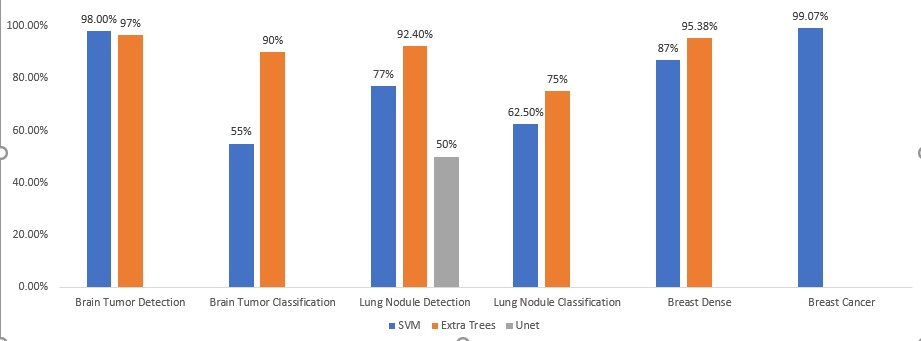 98.00% 97% 99.07%
100.00% 90% 92.40% 95.38%
87%
80.00% 77% 75%
62.50%
60.00% 55% 50%
40.00%
20.00%
0.00%
Brain Tumor Detection Brain Tumor Classification Lung Nodule Detection Lung Nodule Classification Breast Dense Breast Cancer
SVM Extra Trees Unet